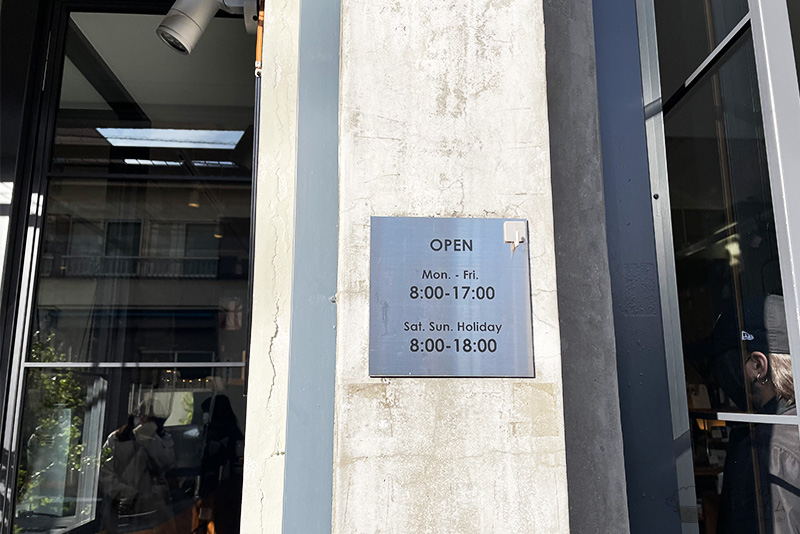 OPEN
Mon. - Fri.
8:00-17:00
Sat. Sun. Holiday
8:00-18:00